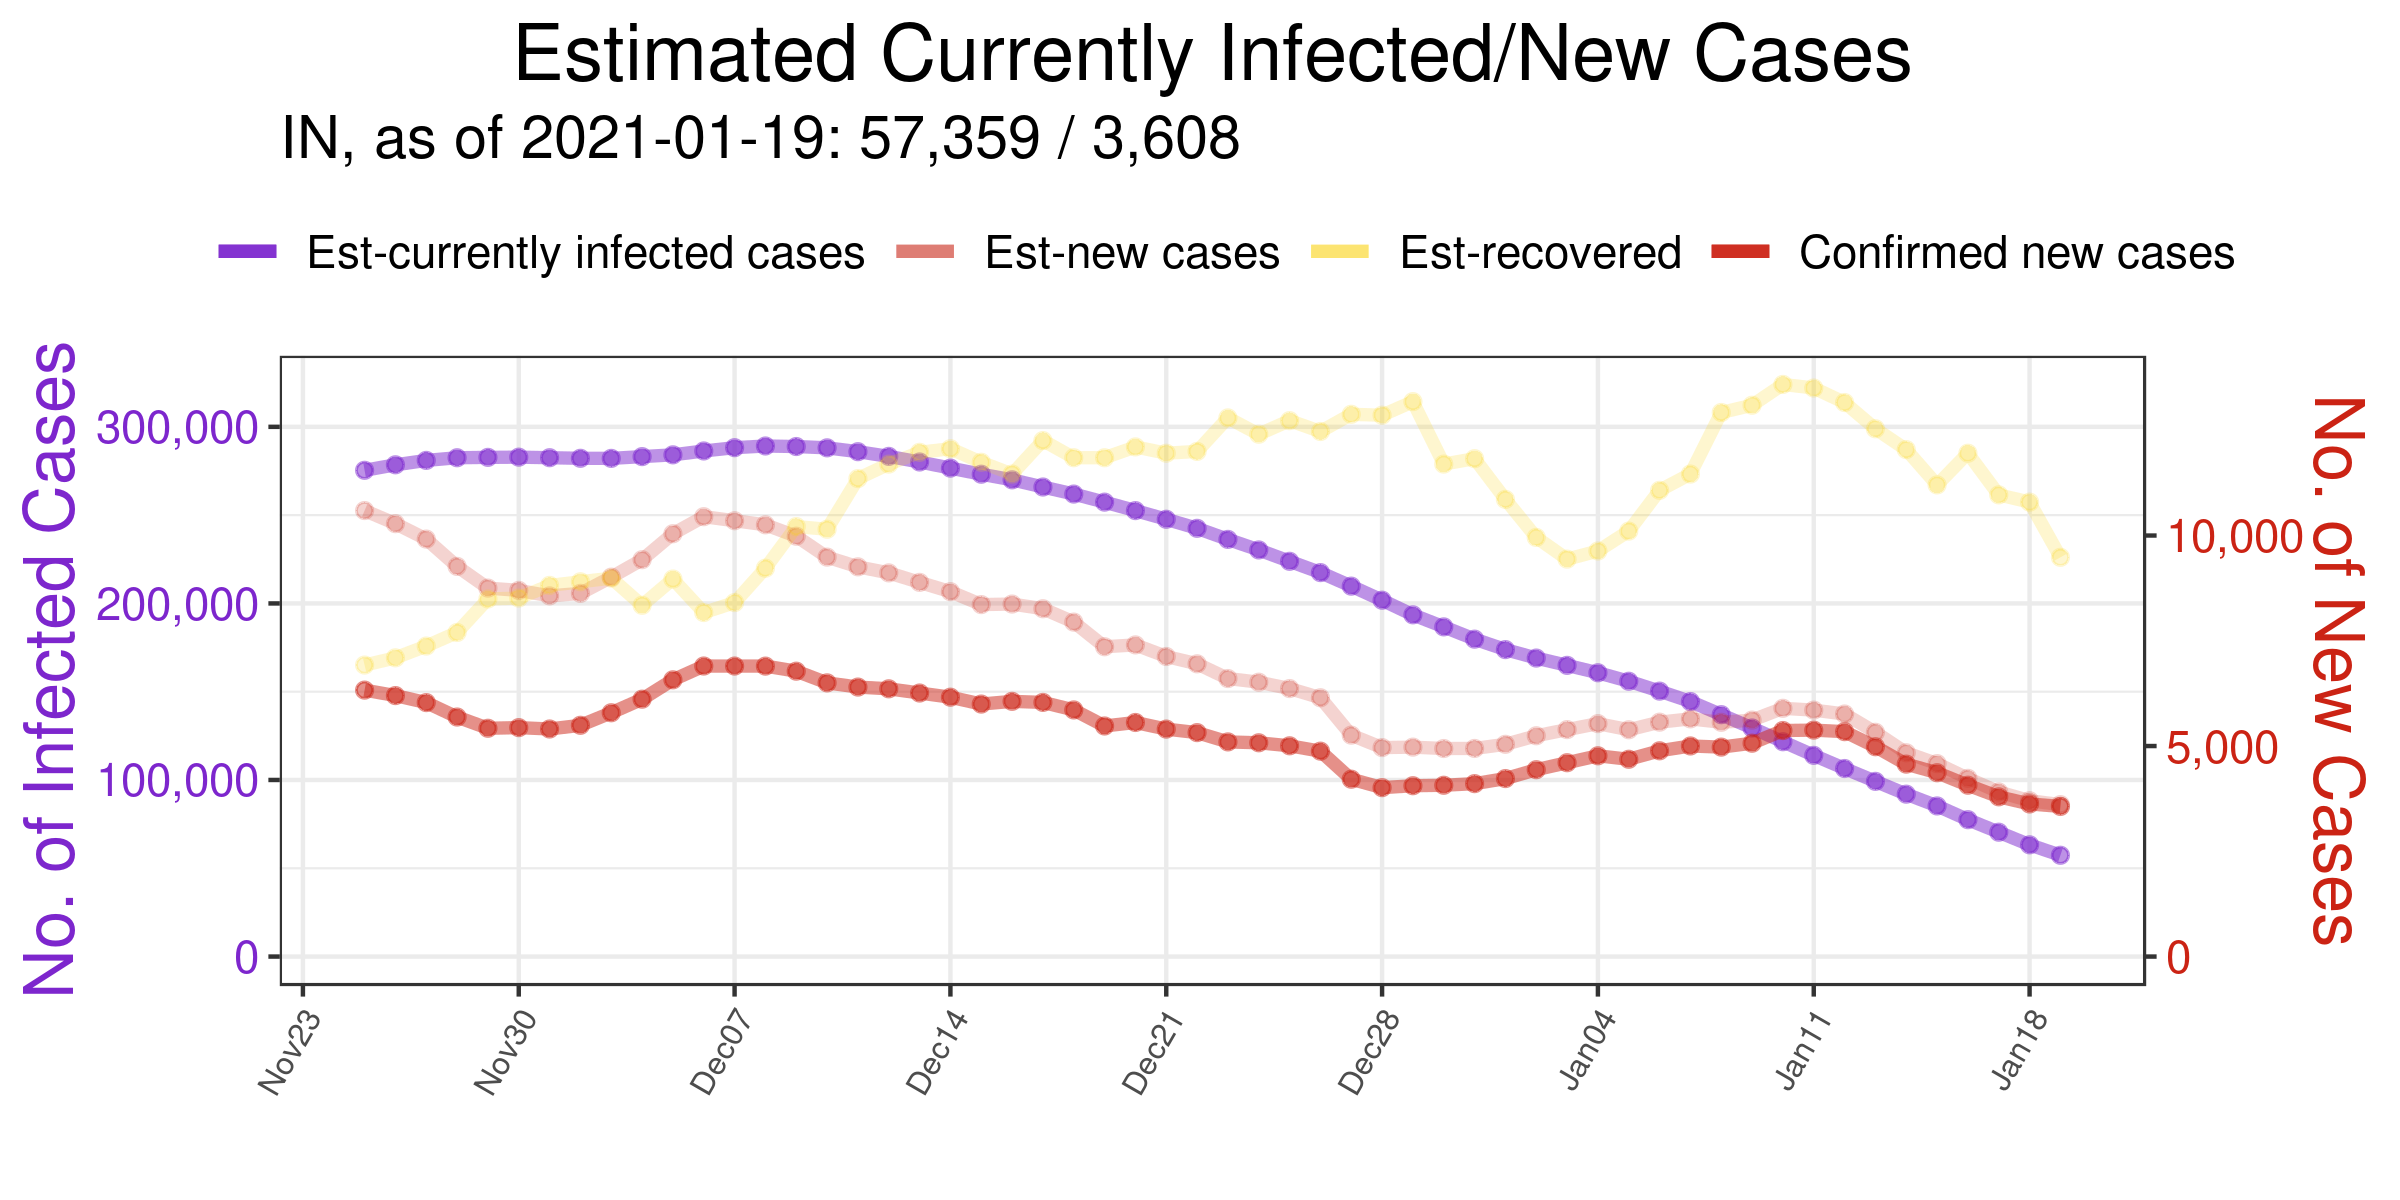 Estimated Currently Infected/New Cases
IN, as of 2021-01-19: 57,359 / 3,608
Est-currently infected cases Est-new cases Est-recovered Confirmed new cases
No. of Infected Cases
300,000
200,000
100,000
0
No. of New Cases
10,000
5,000
0
Nov23 Nov30 Dec07 Dec14 Dec21 Dec28 Jan04 Jan11 Jan18